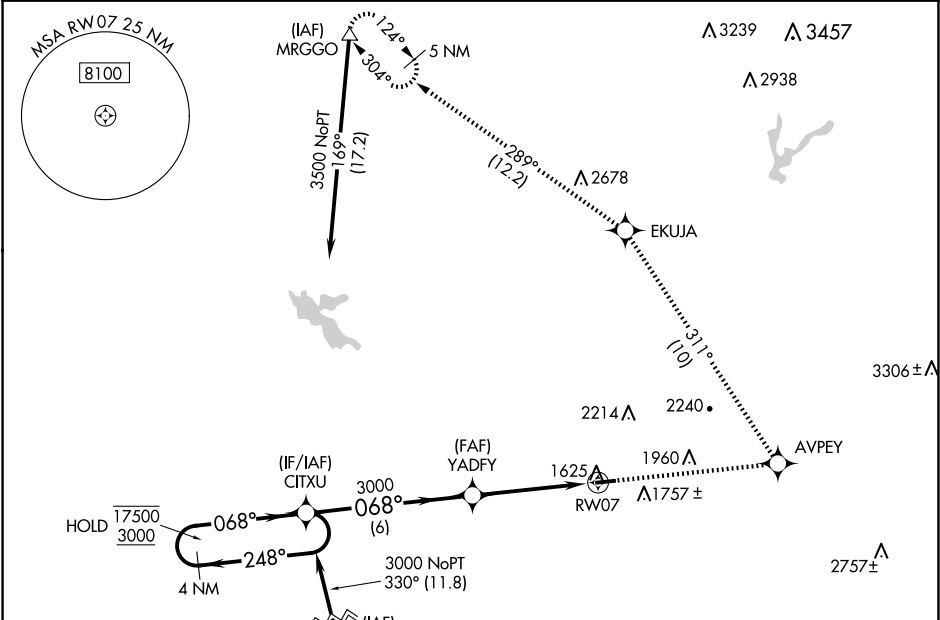 MSA RW07 25 NM
8100
(IAF)
MRGGO
124°
304°
5 NM
3239
3457
2938
3500 NoPT
169°
(17.2)
289°
(12.2)
2678
EKUJA
311°
(10)
3306±
2214
2240
AVPEY
(FAF)
YADFY
(IF/IAF)
CITXU
1625
1960
3000
068°
(6)
RW07
1757±
HOLD
17500
3000
068°
248°
4 NM
3000 NoPT
330° (11.8)
2757±
(IAF)